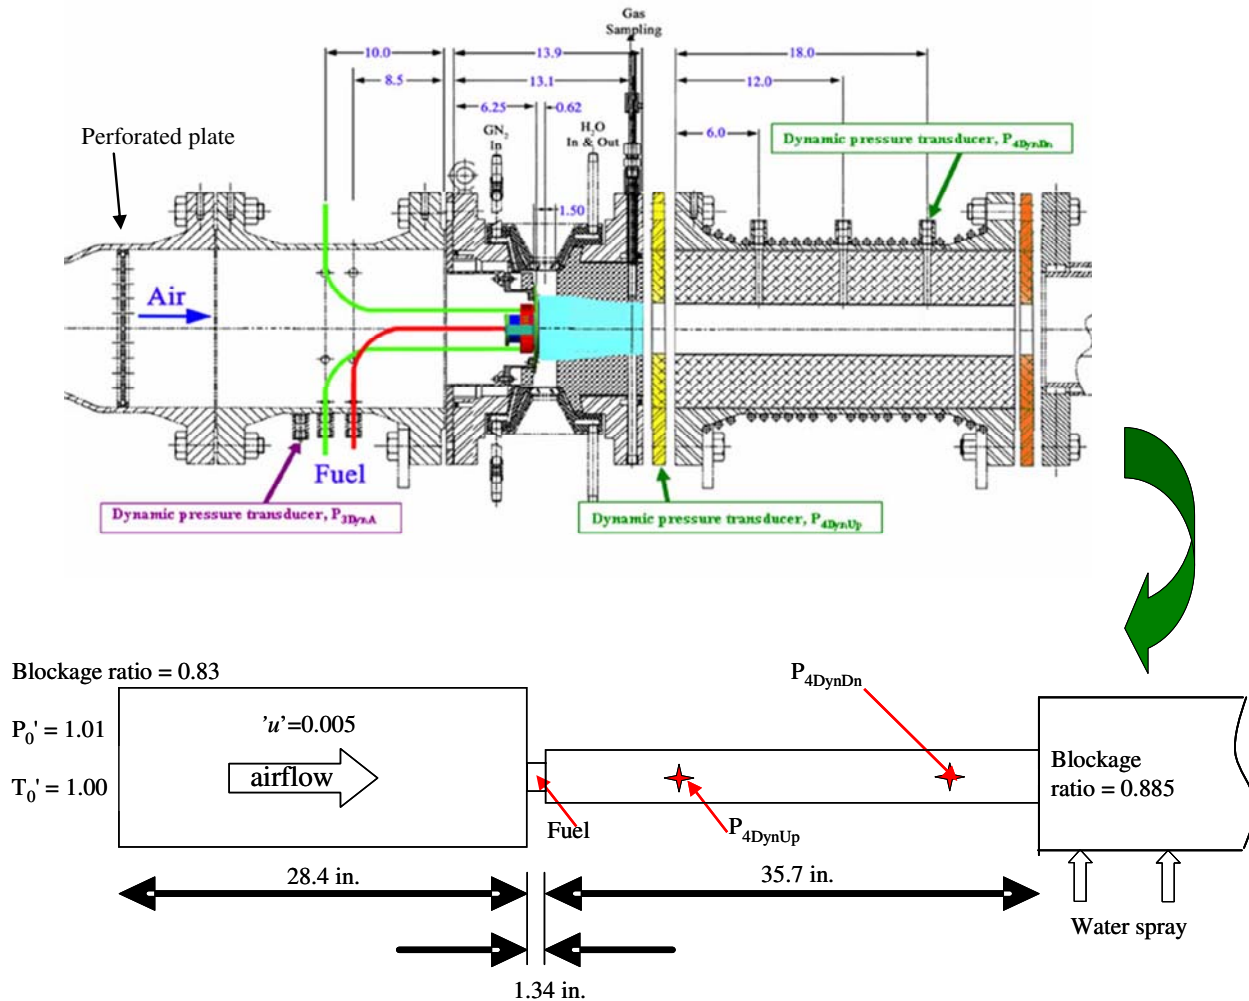 Gas
Sampling
10.0
13.9
18.0
8.5
13.1
12.0
6.25
0.62
GN2
In
H2O
In & Out
6.0
Dynamic pressure transducer, P4DynDn
Perforated plate
1.50
Air
Fuel
Dynamic pressure transducer, P3DynA
Dynamic pressure transducer, P4DynUp
Blockage ratio = 0.83
P4DynDn
P0' = 1.01
'u'=0.005
T0' = 1.00
airflow
Blockage
ratio = 0.885
Fuel
P4DynUp
28.4 in.
35.7 in.
Water spray
1.34 in.